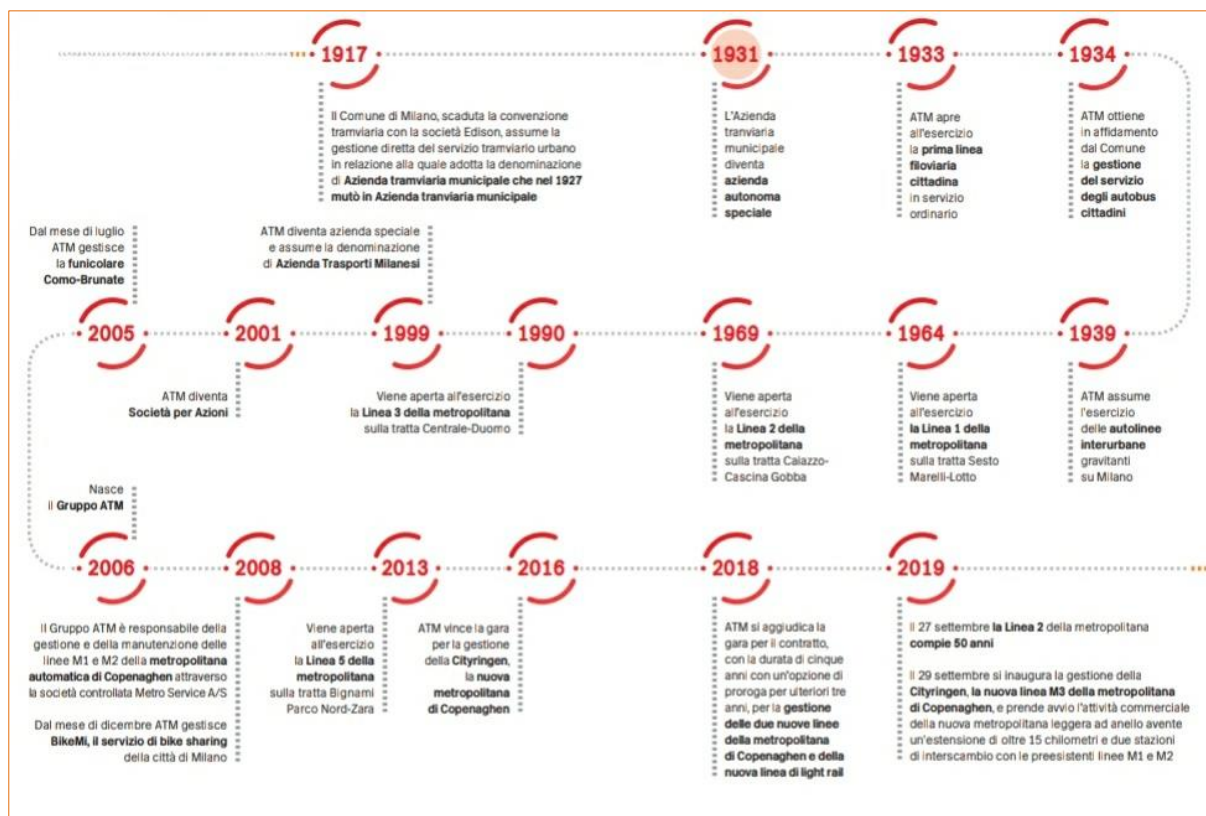 1917
Il Comune di Milano, scaduta la convenzione
tramviaria con la società Edison, assume la
gestione diretta del servizio tramviario urbano
in relazione alla quale adotta la denominazione
di Azienda tramviaria municipale che nel 1927
mutò in Azienda tranviaria municipale
1931
L'Azienda
tranviaria
municipale
diventa
azienda
autonoma
speciale
1933
ATM apre
all'esercizio
la prima linea
filoviaria
cittadina
in servizio
ordinario
1934
ATM ottiene
in affidamento
dal Comune
la gestione
del servizio
degli autobus
cittadini
1939
ATM assume
l'esercizio
delle autolinee
interurbane
gravitanti
su Milano
1964
Viene aperta
all'esercizio
la Linea 1 della
metropolitana
sulla tratta Sesto
Marelli-Lotto
1969
Viene aperta
all'esercizio
la Linea 2 della
metropolitana
sulla tratta Caiazzo-
Cascina Gobba
1990
Viene aperta all'esercizio
la Linea 3 della metropolitana
sulla tratta Centrale-Duomo
1999
ATM diventa azienda speciale
e assume la denominazione
di Azienda Trasporti Milanesi
2001
ATM diventa
Società per Azioni
2005
Dal mese di luglio
ATM gestisce
la funicolare
Como-Brunate
2006
Nasce
il Gruppo ATM
2008
Il Gruppo ATM è responsabile della
gestione e della manutenzione delle
linee M1 e M2 della metropolitana
automatica di Copenaghen attraverso
la società controllata Metro Service A/S
Dal mese di dicembre ATM gestisce
BikeMi, il servizio di bike sharing
della città di Milano
2013
Viene aperta
all'esercizio
la Linea 5 della
metropolitana
sulla tratta Bignami
Parco Nord-Zara
2016
ATM vince la gara
per la gestione
della Cityringen,
la nuova
metropolitana
di Copenaghen
2018
ATM si aggiudica la
gara per il contratto,
con la durata di cinque
anni con un'opzione di
proroga per ulteriori tre
anni, per la gestione
delle due nuove linee
della metropolitana
di Copenaghen e della
nuova linea di light rail
2019
Il 27 settembre la Linea 2 della metropolitana
compie 50 anni
Il 29 settembre si inaugura la gestione della
Cityringen, la nuova linea M3 della metropolitana
di Copenaghen, e prende avvio l'attività commerciale
della nuova metropolitana leggera ad anello avente
un'estensione di oltre 15 chilometri e due stazioni
di interscambio con le preesistenti linee M1 e M2